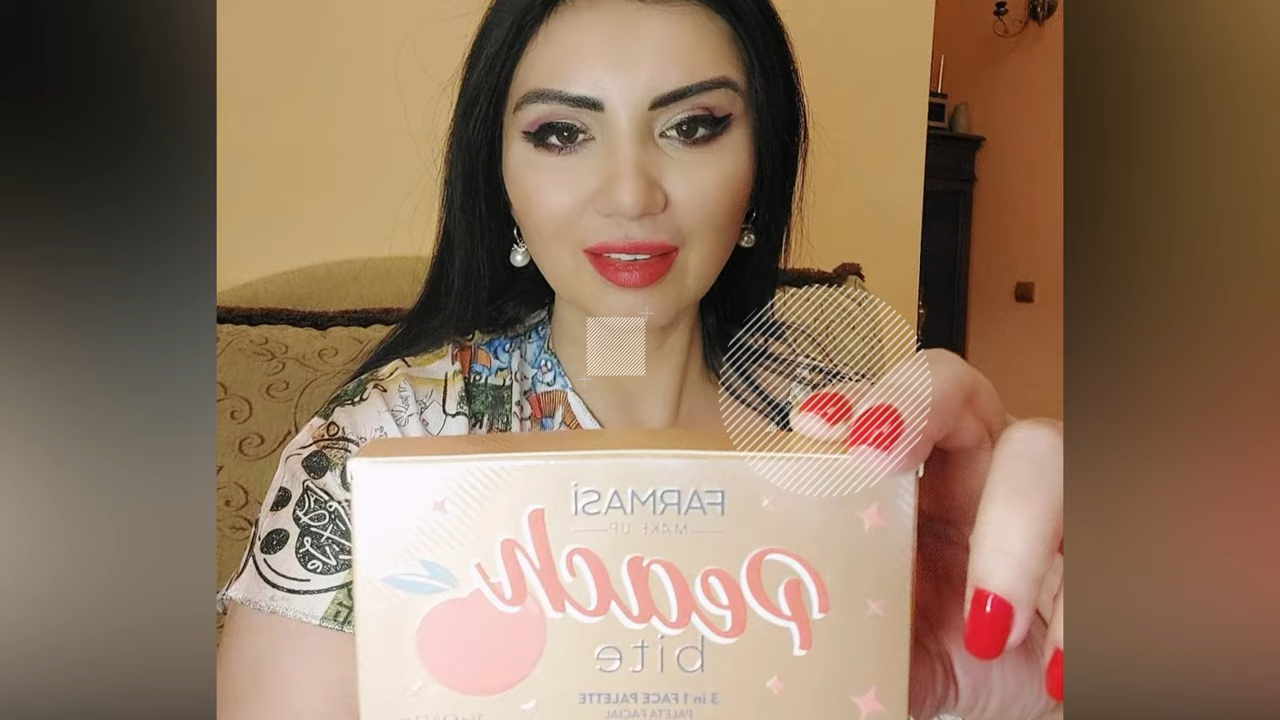 FARMASi
MAKE UP
Peach
bite
3 in 1 FACE PALETTE
PALETA FACIAL